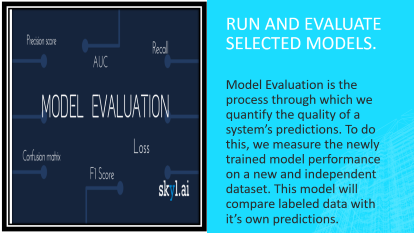 Precision score
AUC
Recall
MODEL EVALUATION
Confusion matrix
F1 Score
Loss
skyl.ai
RUN AND EVALUATE
SELECTED MODELS.
Model Evaluation is the
process through which we
quantify the quality of a
system's predictions. To do
this, we measure the newly
trained model performance
on a new and independent
dataset. This model will
compare labeled data with
it's own predictions.